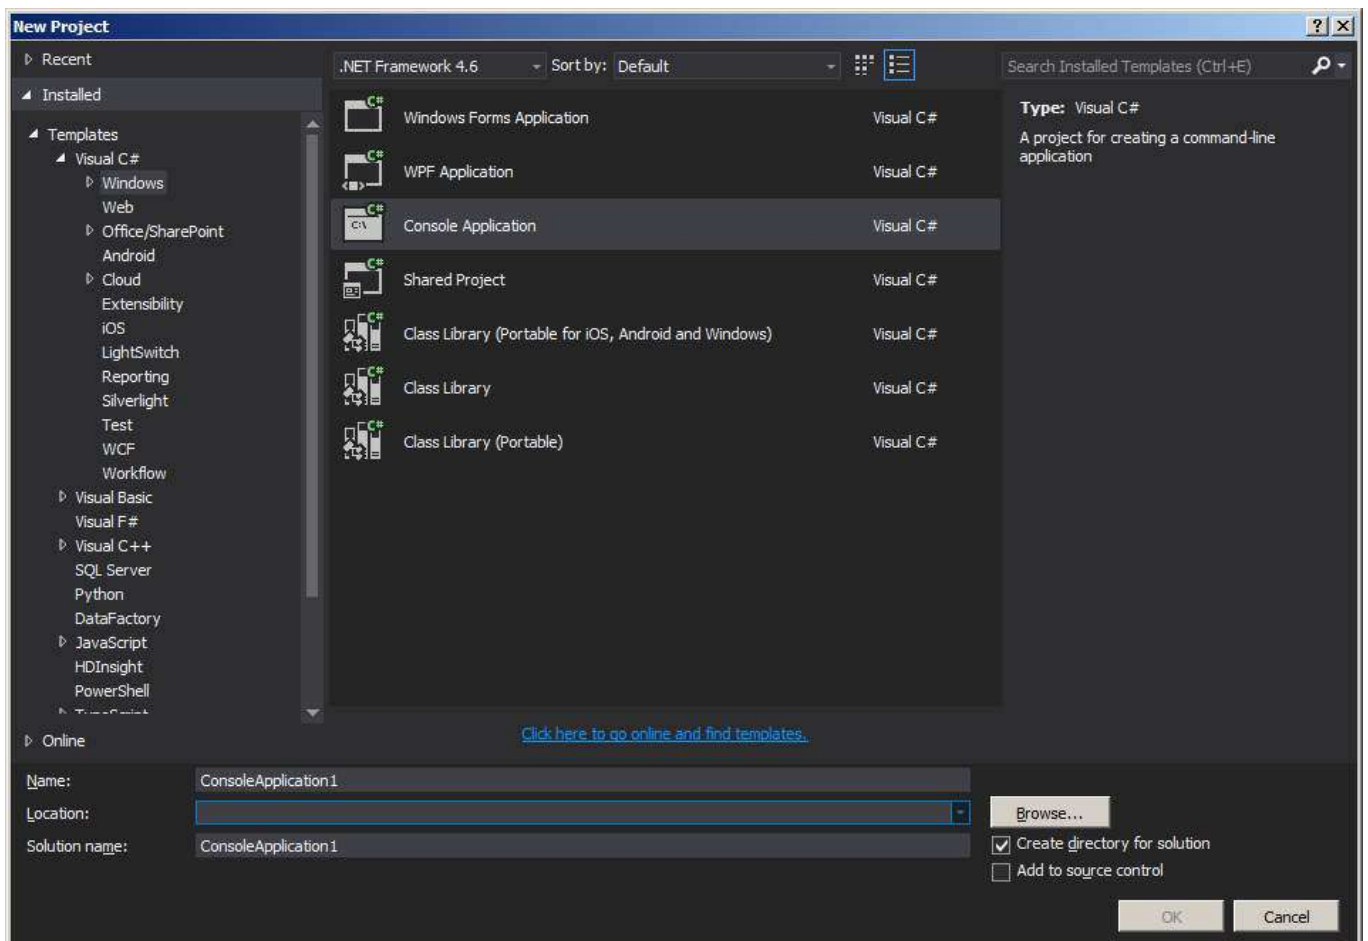 New Project
Recent
.NET Framework 4.6 Sort by: Default
Search Installed Templates (Ctrl+E)
Installed
Templates
Visual C#
Windows
Web
Office/SharePoint
Android
Cloud
Extensibility
iOS
LightSwitch
Reporting
Silverlight
Test
WCF
Workflow
Visual Basic
Visual F#
Visual C++
SQL Server
Python
DataFactory
JavaScript
HDInsight
PowerShell
Online
Windows Forms Application Visual C#
WPF Application Visual C#
Console Application Visual C#
Shared Project Visual C#
Class Library (Portable for iOS, Android and Windows) Visual C#
Class Library Visual C#
Class Library (Portable) Visual C#
Click here to go online and find templates.
Type: Visual C#
A project for creating a command-line
application
Name: ConsoleApplication1
Location:
Browse...
Solution name: ConsoleApplication1
Create directory for solution
Add to source control
OK Cancel